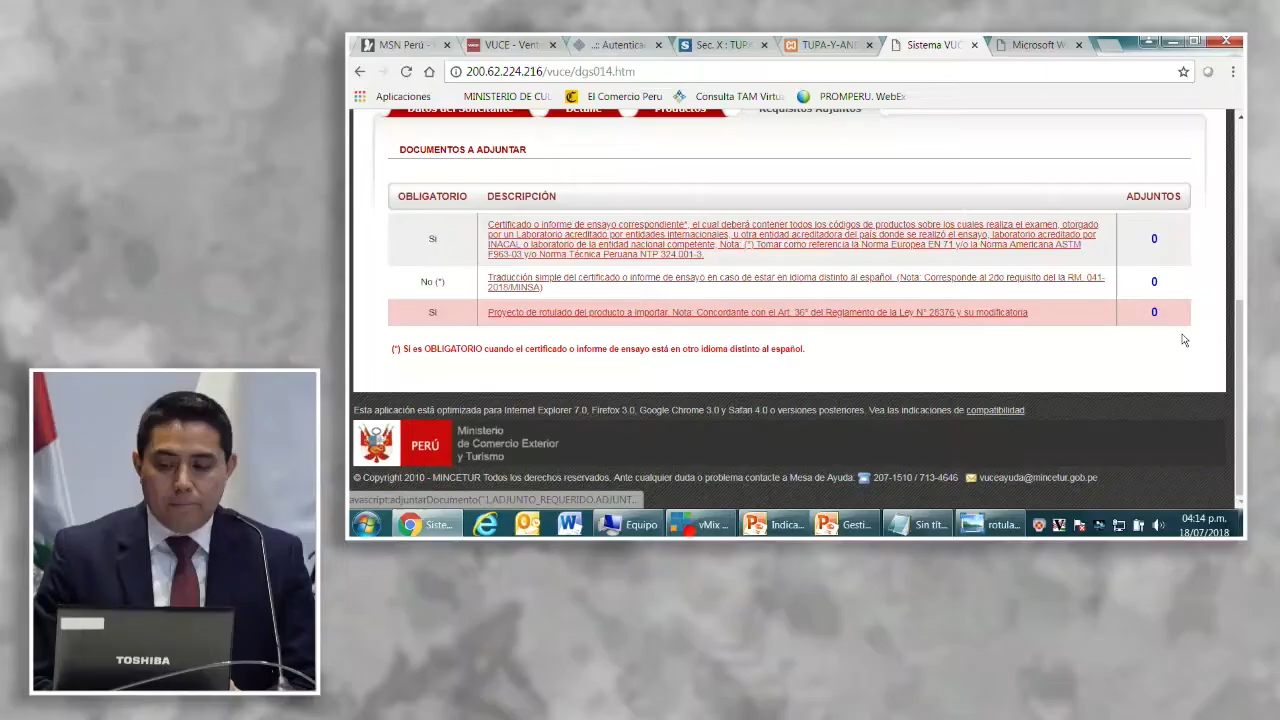 MSN Perú -
VUCE - Vent
..:: Autentica
Sec. X : TUPA
TUPA-Y-ANE
Sistema VUC
Microsoft W
200.62.224.216/vuce/dgs014.htm
Aplicaciones
MINISTERIO DE CUL
El Comercio Peru
Consulta TAM Virtu
PROMPERU. WebEx
Datos del Solicitante
Detalle
Productos
Requisitos Adjuntos
DOCUMENTOS A ADJUNTAR
OBLIGATORIO DESCRIPCIÓN ADJUNTOS
Certificado o informe de ensayo correspondiente*, el cual deberá contener todos los códigos de productos sobre los cuales realiza el examen, otorgado
por un Laboratorio acreditado por entidades internacionales, u otra entidad acreditadora del país donde se realizó el ensayo, laboratorio acreditado por
Si
INACAL o laboratorio de la entidad nacional competente. Nota: (*) Tomar como referencia la Norma Europea EN 71 y/o la Norma Americana ASTM
F963-03 y/o Norma Técnica Peruana NTP 324.001-3.
0
No (*)
Traducción simple del certificado o informe de ensayo en caso de estar en idioma distinto al español. (Nota: Corresponde al 2do requisito del la RM. 041-
2018/MINSA)
0
Si
Proyecto de rotulado del producto a importar. Nota: Concordante con el Art. 36° del Reglamento de la Ley N° 28376 y su modificatoria
0
(*) Si es OBLIGATORIO cuando el certificado o informe de ensayo está en otro idioma distinto al español.
Esta aplicación está optimizada para Internet Explorer 7.0, Firefox 3.0, Google Chrome 3.0 y Safari 4.0 o versiones posteriores. Vea las indicaciones de compatibilidad
PERÚ
Ministerio
de Comercio Exterior
y Turismo
© Copyright 2010 - MINCETUR Todos los derechos reservados. Ante cualquier duda o problema contacte a Mesa de Ayuda: 207-1510 / 713-4646 vuceayuda@mincetur.gob.pe
avascript:adjuntarDocumento("1,ADJUNTO_REQUERIDO.ADJUNT...
Siste...
Equipo
vMix ...
Indica...
Gesti...
Sin tít...
rotula...
04:14 p.m.
18/07/2018
TOSHIBA